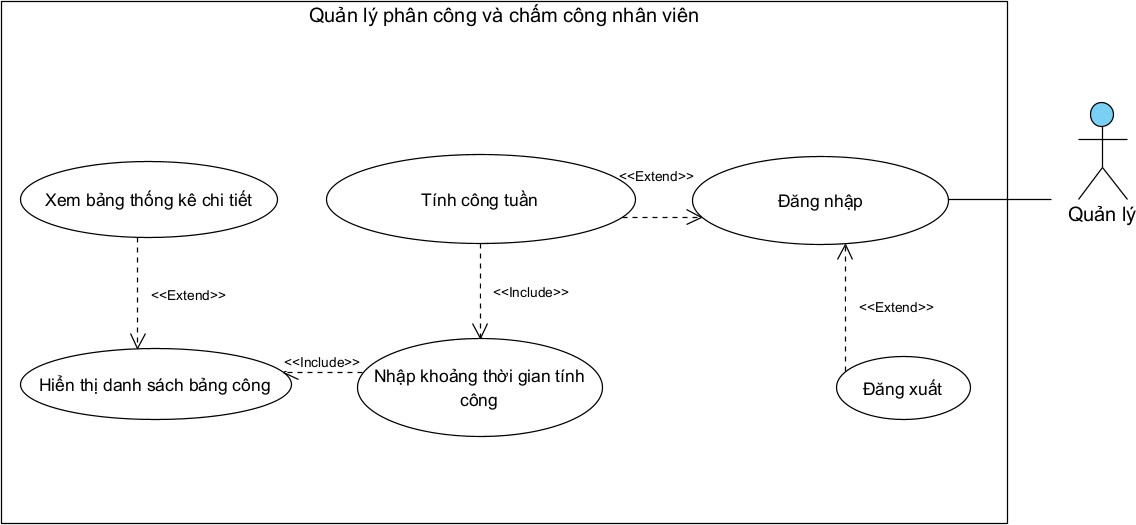 Quản lý phân công và chấm công nhân viên
Xem bảng thống kê chi tiết
Tính công tuần
<<Extend>>
Đăng nhập
Quản lý
<<Extend>>
<<Include>>
<<Extend>>
Hiển thị danh sách bảng công
<<Include>>
Nhập khoảng thời gian tính
công
Đăng xuất